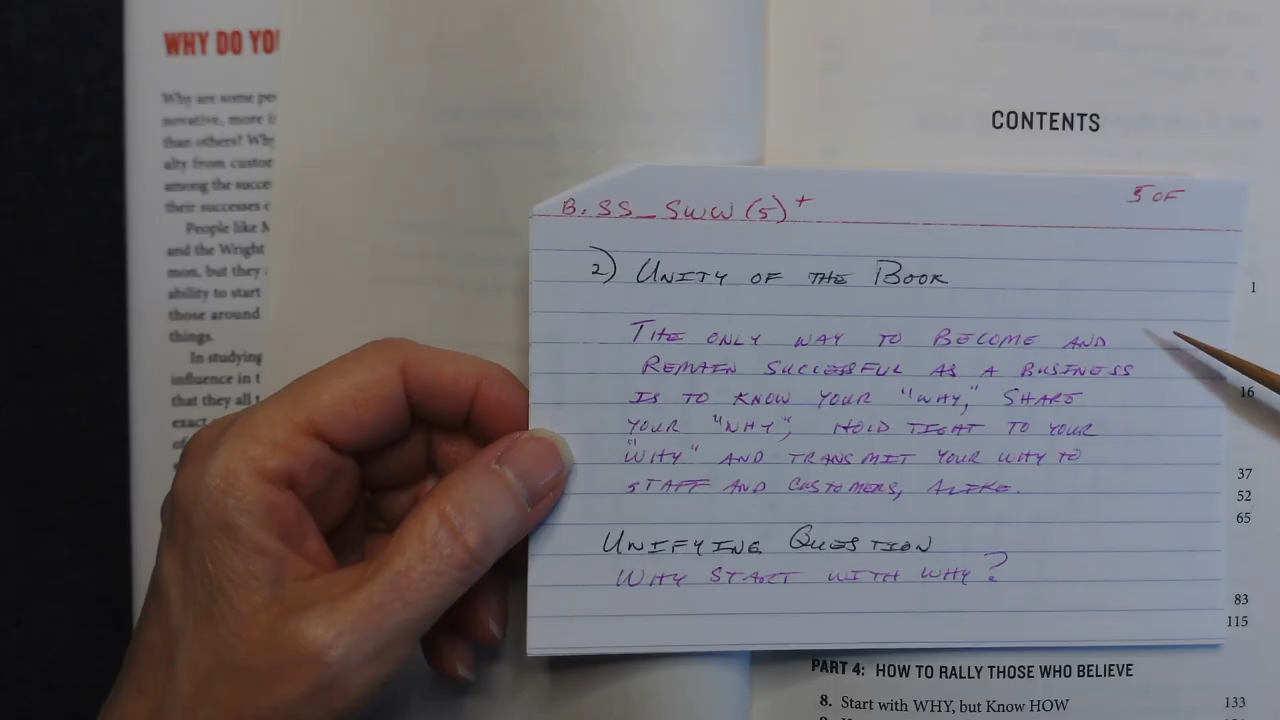 WHY DO YO
Why are some pe
novative, more i
than others? Why
alty from custor
among the succe
their successes c
People like M
and the Wright
mon, but they
ability to start
those around
things.
In studying
influence in t
that they all t
exact
of
CONTENTS
B. SS_SWW (5)+
5 OF
2) UNITY OF THE BOOK
THE ONLY WAY TO BECOME AND
REMAIN SUCCESSFUL AS A BUSINESS
IS TO KNOW YOUR "WHY," SHARE
YOUR "WHY", HOLD TIGHT TO YOUR
"WHY" AND TRANSMIT YOUR WHY TO
STAFF AND CUSTOMERS, ALIKE.
UNIFYING QUESTION
WHY START WITH WHY?
1
16
37
52
65
83
115
PART 4: HOW TO RALLY THOSE WHO BELIEVE
8. Start with WHY, but Know HOW 133